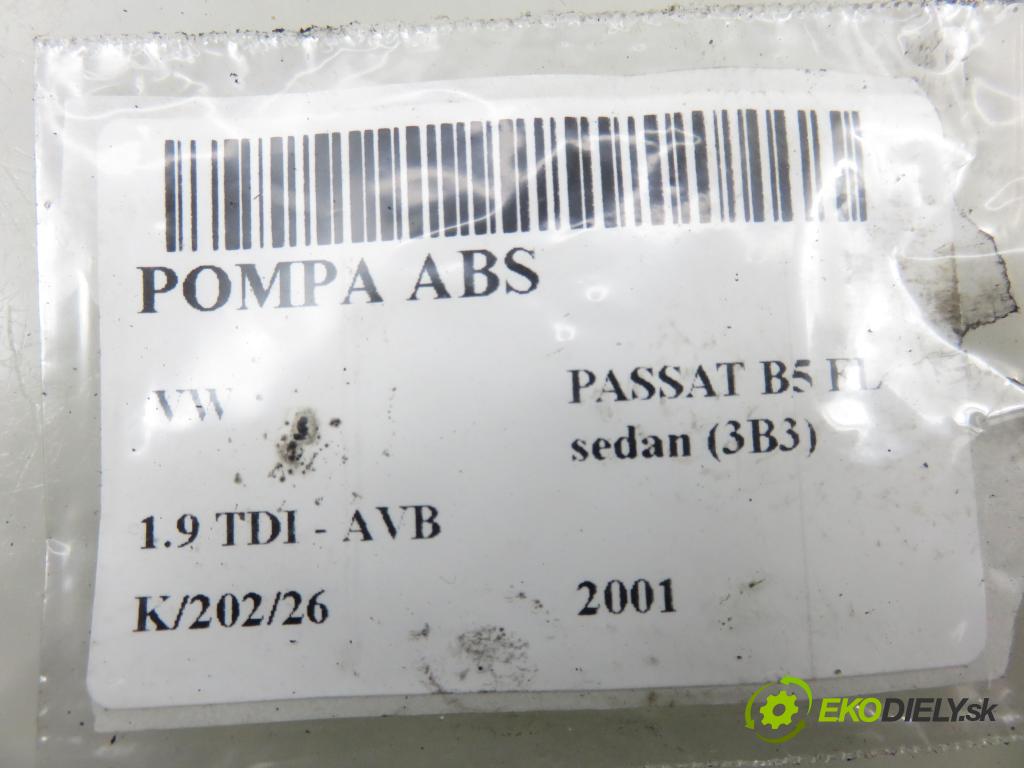 POMPA ABS
VW
PASSAT B5 FL
sedan (3B3)
1.9 TDI - AVB
K/202/26
2001
EKODIELY.sk